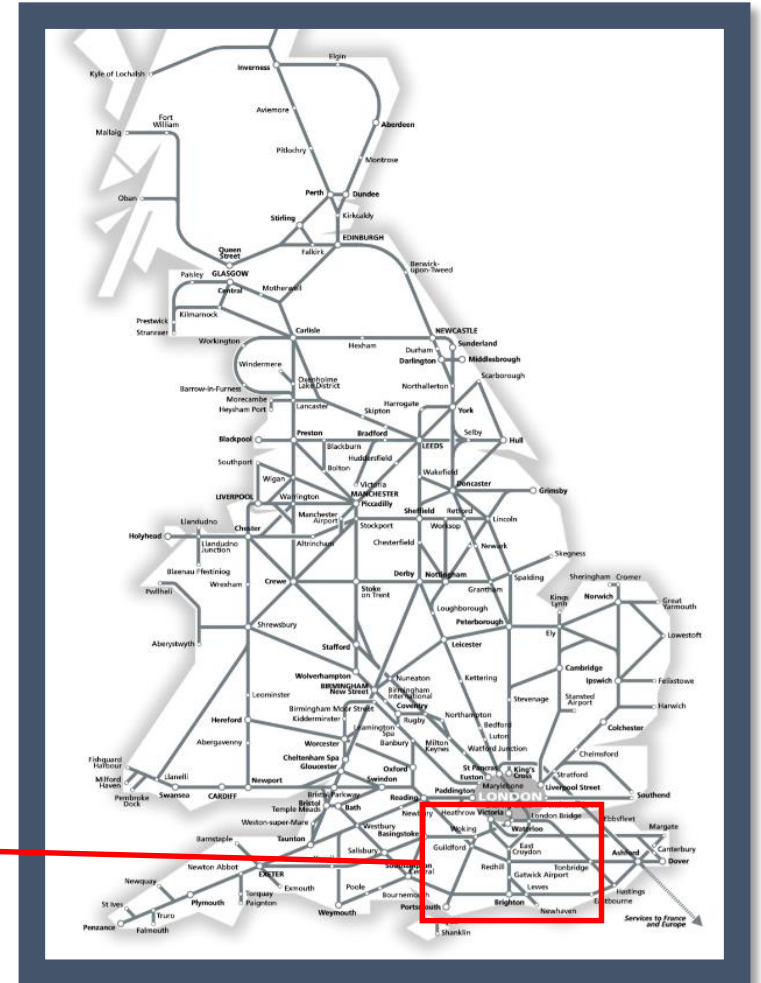 Elgin
Inverness
Kyle of Lochalsh
Aviemore
Fort
William
Mallaig
Aberdeen
Pitlochry
Montrose
Perth
Dundee
Oban
Stirling
Kirkcaldy
EDINBURGH
Queen
Street
Falkirk
Berwick-
upon-Tweed
Paisley
GLASGOW
Central
Motherwell
Prestwick
Kilmarnock
Stranraer
Carlisle
NEWCASTLE
Workington
Hexham
Sunderland
Durham
Darlington
Middlesbrough
Windermere
Scarborough
Oxenholme
Lake District
Northallerton
Barrow-in-Furness
Morecambe
Heysham Port
Lancaster
Harrogate
York
Skipton
Blackpool
Preston
Bradford
Selby
Hull
Blackburn
LEEDS
Southport
Huddersfield
Bolton
Wakefield
Wigan
Victoria
Doncaster
MANCHESTER
Piccadilly
Grimsby
LIVERPOOL
Warrington
Manchester
Airport
Sheffield
Retford
Lincoln
Llandudno
Stockport
Worksop
Holyhead
Chester
Llandudno
Junction
Altrincham
Chesterfield
Newark
Blaenau Ffestiniog
Skegness
Pwllheli
Wrexham
Crewe
Stoke
on Trent
Derby
Nottingham
Grantham
Spalding
Sheringham
Cromer
Kings
Lynn
Norwich
Great
Yarmouth
Loughborough
Aberystwyth
Shrewsbury
Peterborough
Ely
Lowestoft
Stafford
Leicester
Wolverhampton
Cambridge
BIRMINGHAM
New Street
Nuneaton
Kettering
Ipswich
Felixstowe
Birmingham
International
Leominster
Birmingham Moor Street
Coventry
Stevenage
Stansted
Airport
Kidderminster
Rugby
Northampton
Harwich
Hereford
Leamington
Spa
Bedford
Colchester
Worcester
Banbury
Milton
Keynes
Luton
Abergavenny
Watford Junction
Chelmsford
Cheltenham Spa
Gloucester
Oxford
St Pancras
King's
Cross
Fishguard
Harbour
Euston
Stratford
Milford
Haven
Llanelli
Newport
Swindon
Marylebone
Liverpool Street
Pembroke
Dock
Swansea
CARDIFF
Bristol Parkway
Reading
Paddington
LONDON
Southend
Bristol
Temple Meads
Bath
Newbury
Heathrow
Victoria
London Bridge
Ebbsfleet
Weston-super-Mare
Westbury
Basingstoke
Woking
Waterloo
Margate
Barnstaple
Taunton
Salisbury
Guildford
East
Croydon
Ashford
Canterbury
Newton Abbot
Southampton
Central
Redhill
Tonbridge
Dover
Newquay
EXETER
Exmouth
Poole
Gatwick Airport
St Ives
Plymouth
Torquay
Paignton
Bournemouth
Lewes
Hastings
Truro
Weymouth
Portsmouth
Brighton
Eastbourne
Penzance
Falmouth
Newhaven
Services to France
and Europe
Shanklin